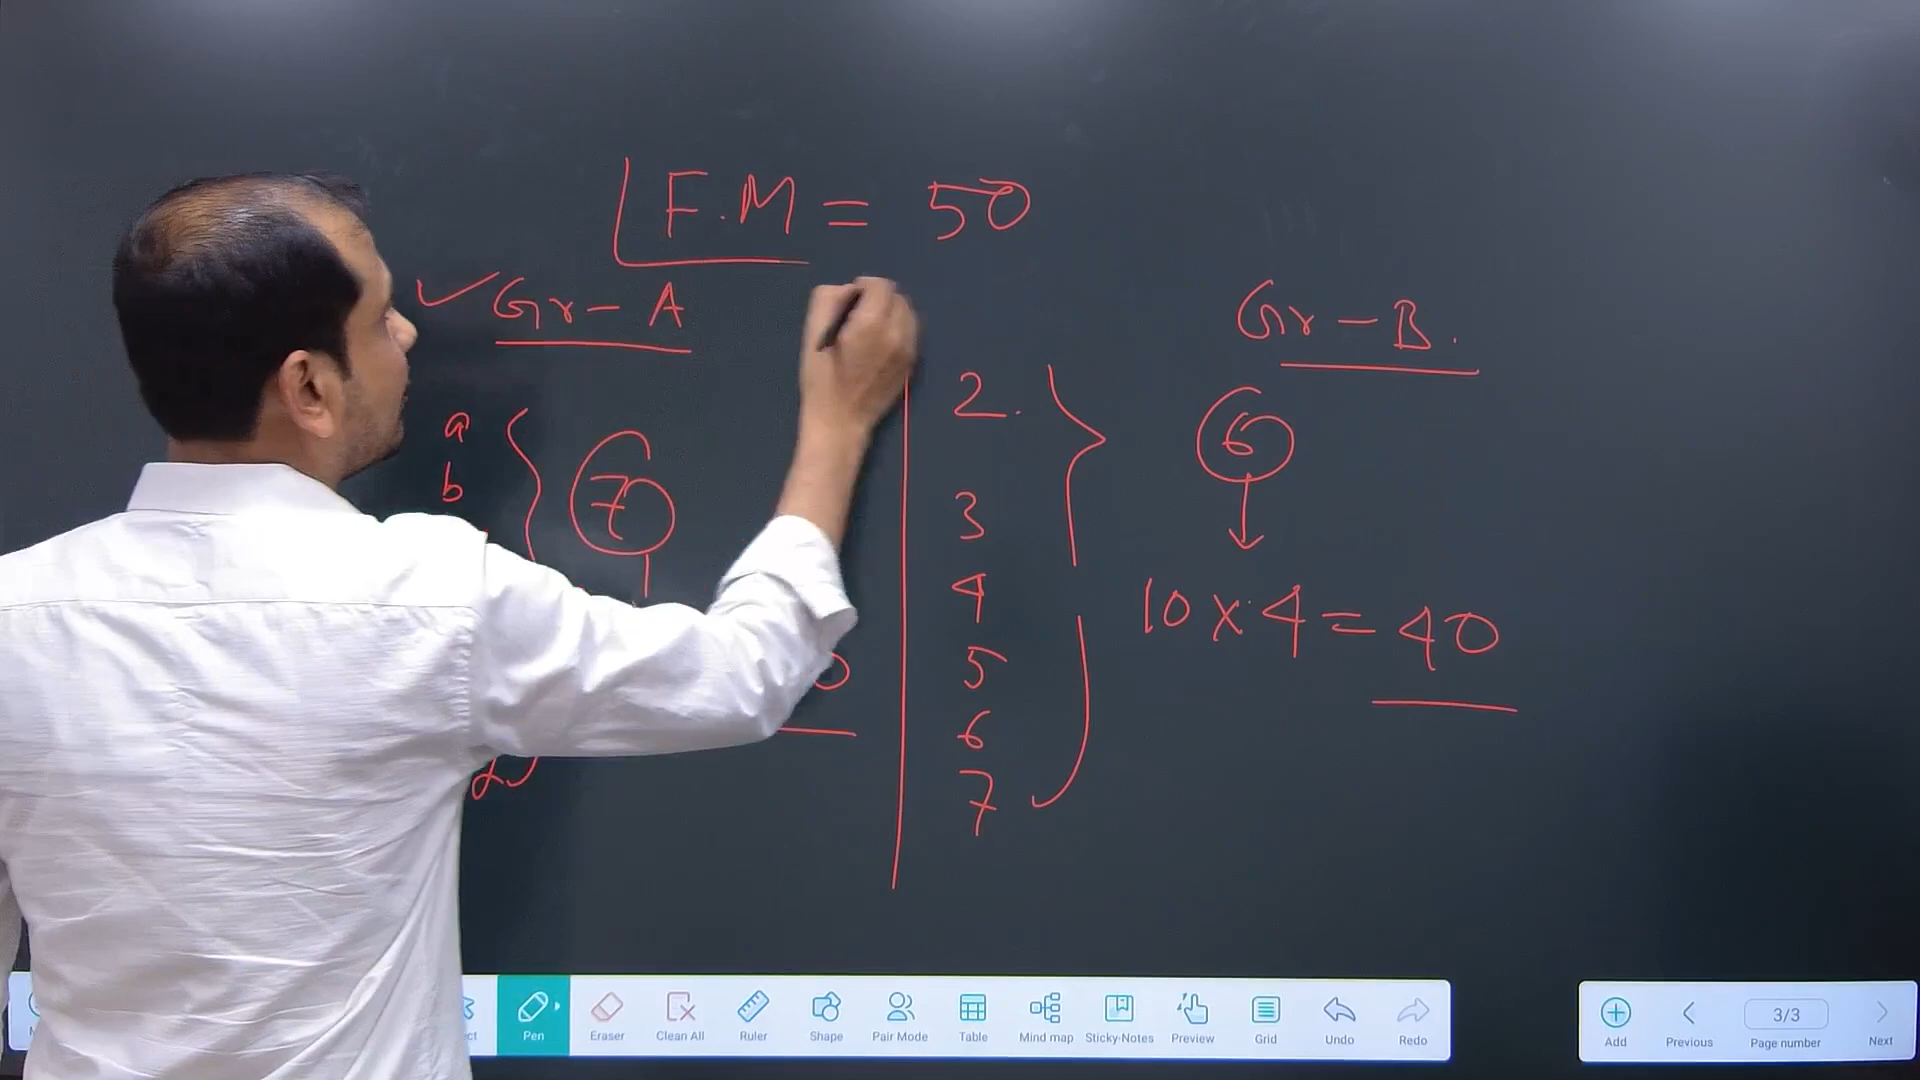 F.M = 50
Gr - A
a
b
70
2.
3
4
5
6
7
Gr - B.
6
10 x 4 = 40
Pen
Eraser
Clean All
Ruler
Shape
Pair Mode
Table
Mind map
Sticky-Notes
Preview
Grid
Undo
Redo
Add
Previous
3/3
Page number
Next